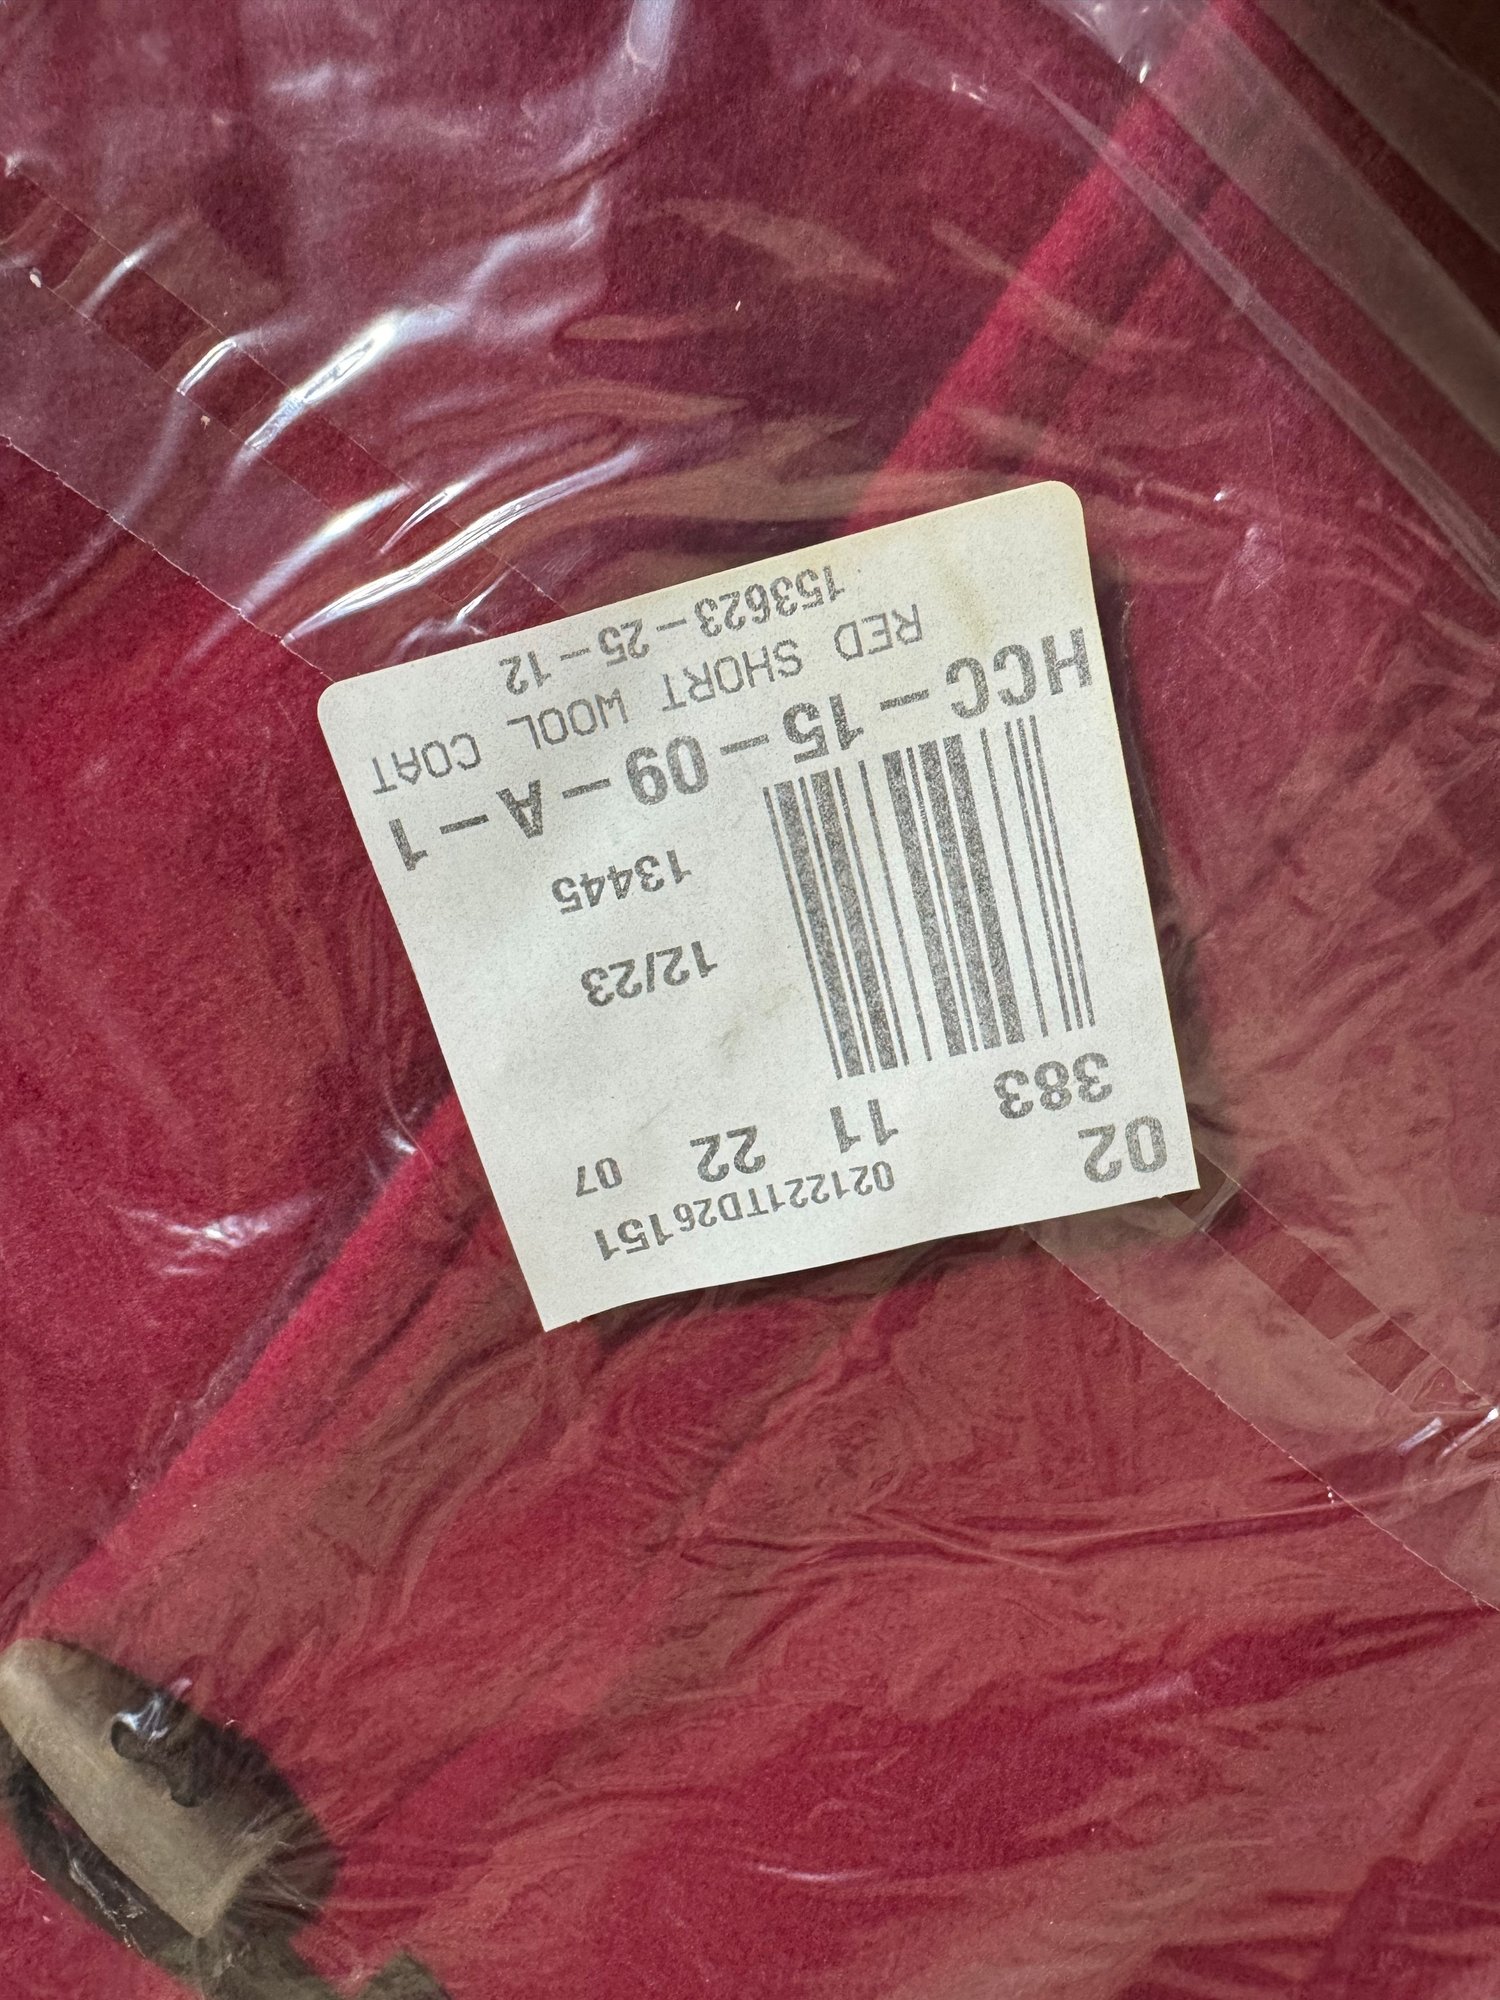 021221TD26151
02 11 22 07
383
12/23
13445
HCC-15-09-A-1
RED SHORT WOOL COAT
153623-25-12